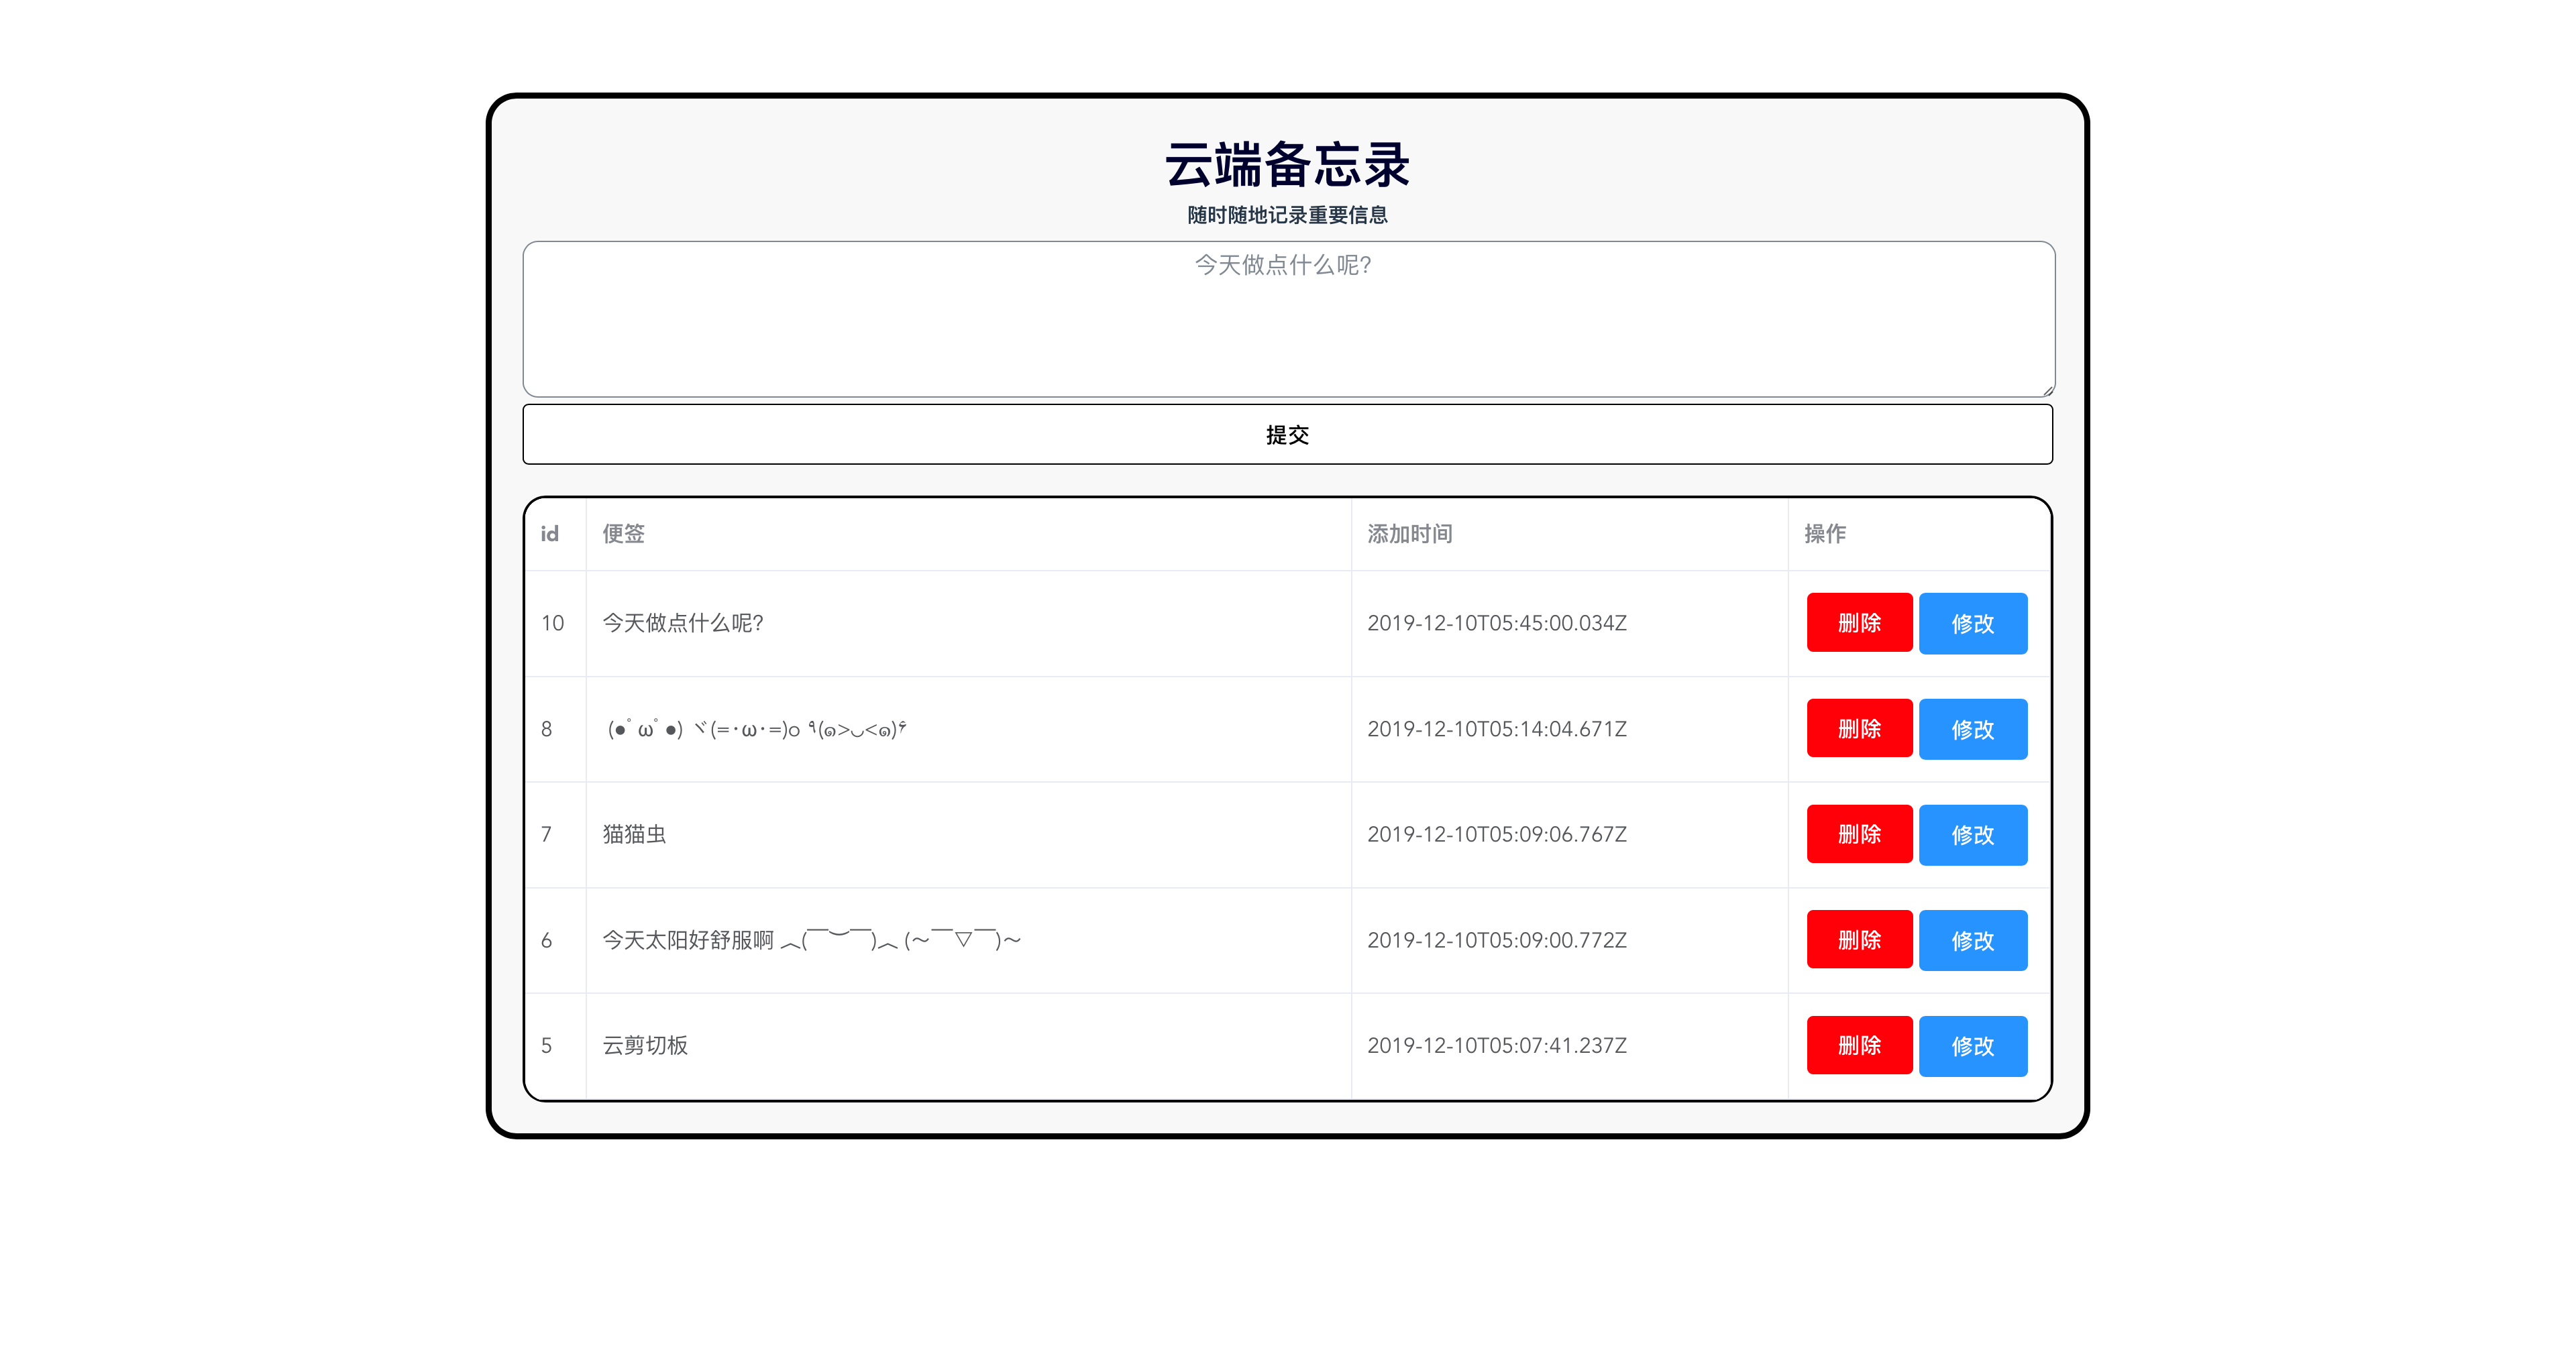 云端备忘录
随时随地记录重要信息
今天做点什么呢?
提交
id 便签 添加时间 操作
10 今天做点什么呢? 2019-12-10T05:45:00.034Z 删除 修改
8 (●ﾟωﾟ●) ヾ(=･ω･=)o ٩(๑>◡<๑)۶ 2019-12-10T05:14:04.671Z 删除 修改
7 猫猫虫 2019-12-10T05:09:06.767Z 删除 修改
6 今天太阳好舒服啊 ︿(￣︶￣)︿ (～￣▽￣)～ 2019-12-10T05:09:00.772Z 删除 修改
5 云剪切板 2019-12-10T05:07:41.237Z 删除 修改